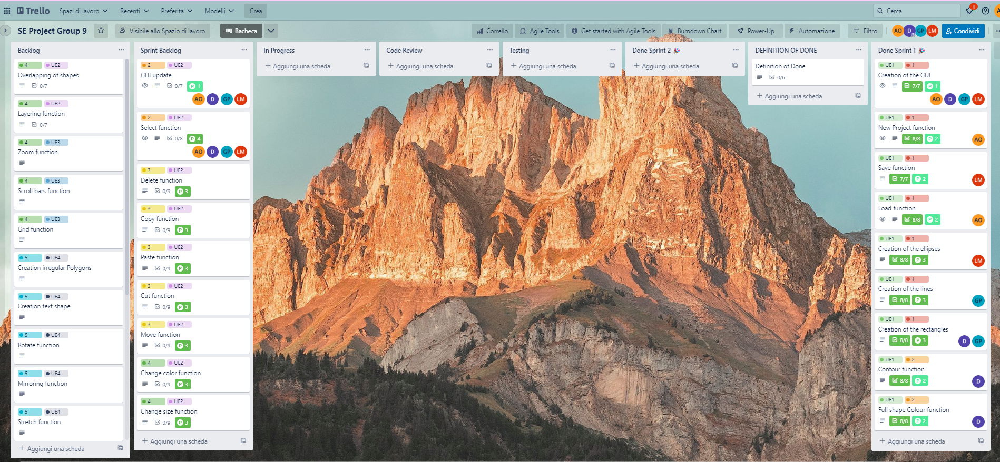 Trello Spazi di lavoro Recenti Preferita Modelli Crea Cerca 1
SE Project Group 9 Visibile allo Spazio di lavoro Bacheca Corrello Agile Tools Get started with Agile Tools Burndown Chart Power-Up Automazione Filtro AO D GP LM Condividi
Backlog
4 UE2
Overlapping of shapes
0/7
4 UE2
Layering function
0/7
4 UE3
Zoom function
4 UE3
Scroll bars function
4 UE3
Grid function
5 UE4
Creation irregular Polygons
5 UE4
Creation text shape
5 UE4
Rotate function
5 UE4
Mirroring function
5 UE4
Stretch function
+ Aggiungi una scheda
Sprint Backlog
2 UE2
GUI update
0/7 P 1
AO D GP LM
2 UE2
Select function
0/8 P 4
AO D GP LM
3 UE2
Delete function
0/9 P 3
3 UE2
Copy function
0/9 P 3
3 UE2
Paste function
0/9 P 3
3 UE2
Cut function
0/9 P 3
3 UE2
Move function
0/9 P 3
4 UE2
Change color function
0/9 P 3
4 UE2
Change size function
0/9 P 3
+ Aggiungi una scheda
In Progress
+ Aggiungi una scheda
Code Review
+ Aggiungi una scheda
Testing
+ Aggiungi una scheda
Done Sprint 2 🎉
+ Aggiungi una scheda
DEFINITION OF DONE
Definition of Done
0/6
+ Aggiungi una scheda
Done Sprint 1 🎉
UE1 1
Creation of the GUI
7/7 P 1
AO D GP LM
UE1 1
New Project function
8/8 P 2 AO
UE1 1
Save function
7/7 P 2 LM
UE1 1
Load function
8/8 P 2 AO
UE1 1
Creation of the ellipses
8/8 P 3 LM
UE1 1
Creation of the lines
8/8 P 3 GP
UE1 1
Creation of the rectangles
8/8 P 3 D GP
UE1 2
Contour function
8/8 P 2 D
UE1 2
Full shape Colour function
8/8 P 2 D
+ Aggiungi una scheda